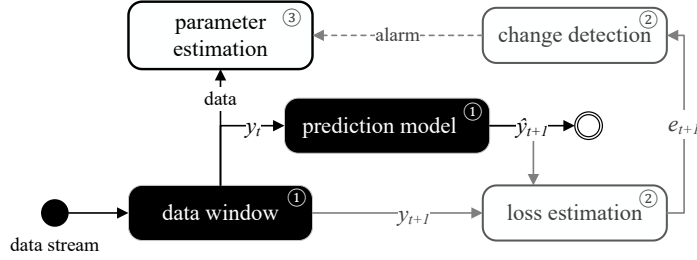 parameter
estimation
③
alarm
change detection
②
data
y_t
prediction model
①
ŷ_{t+1}
e_{t+1}
data stream
data window
①
y_{t+1}
loss estimation
②